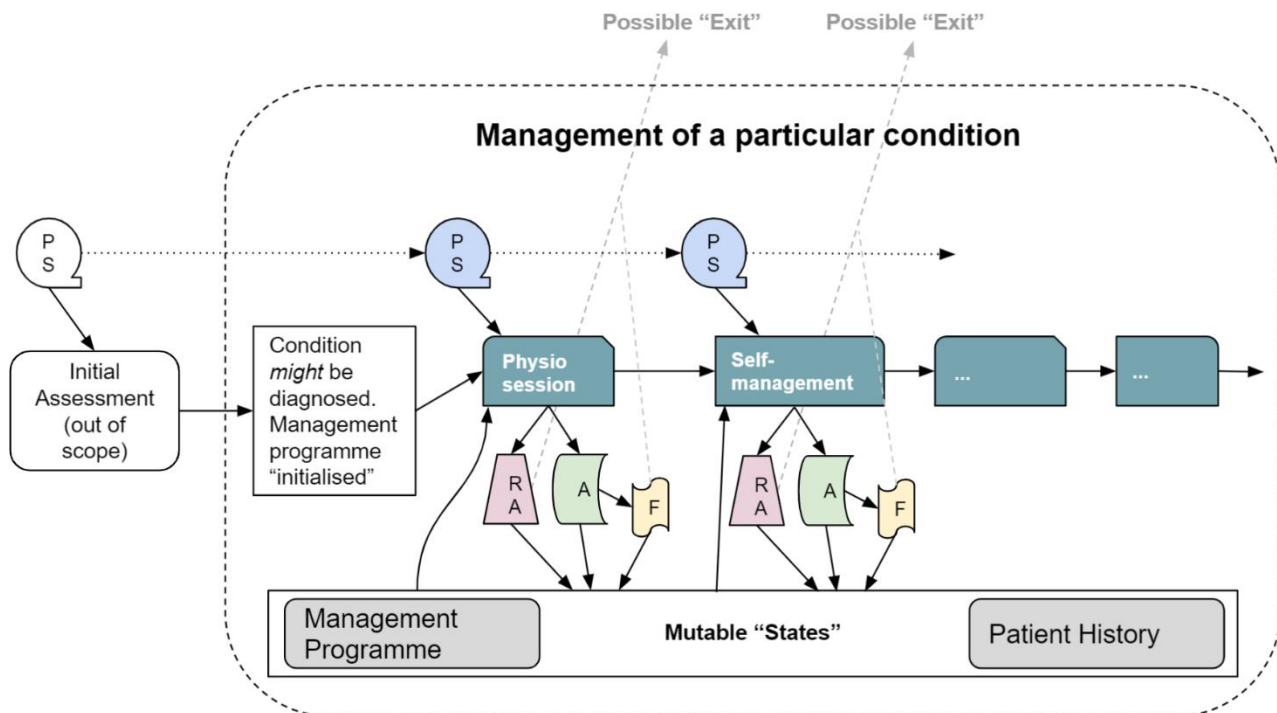 Possible “Exit”
Possible “Exit”
Management of a particular condition
P
S
P
S
P
S
Initial
Assessment
(out of
scope)
Condition
might be
diagnosed.
Management
programme
“initialised”
Physio
session
Self-
management
...
...
R
A
A
F
R
A
A
F
Management
Programme
Mutable “States”
Patient History